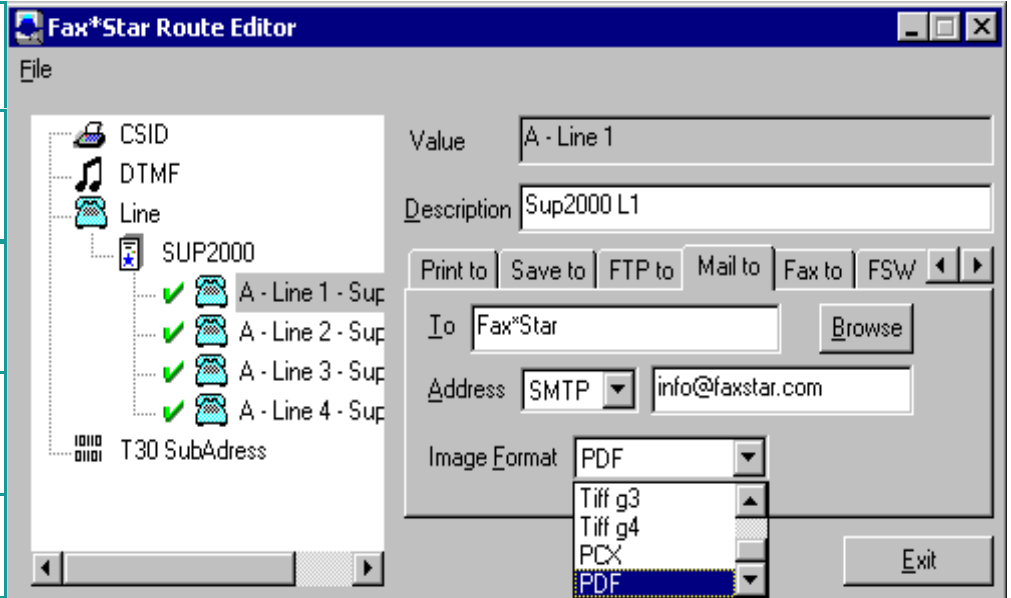 Fax*Star Route Editor
File
CSID
DTMF
Line
SUP2000
A - Line 1 - Sup
A - Line 2 - Sup
A - Line 3 - Sup
A - Line 4 - Sup
T30 SubAdress
Value A - Line 1
Description Sup2000 L1
Print to Save to FTP to Mail to Fax to FSW
To Fax*Star Browse
Address SMTP info@faxstar.com
Image Format PDF
Tiff g3
Tiff g4
PCX
PDF
Exit